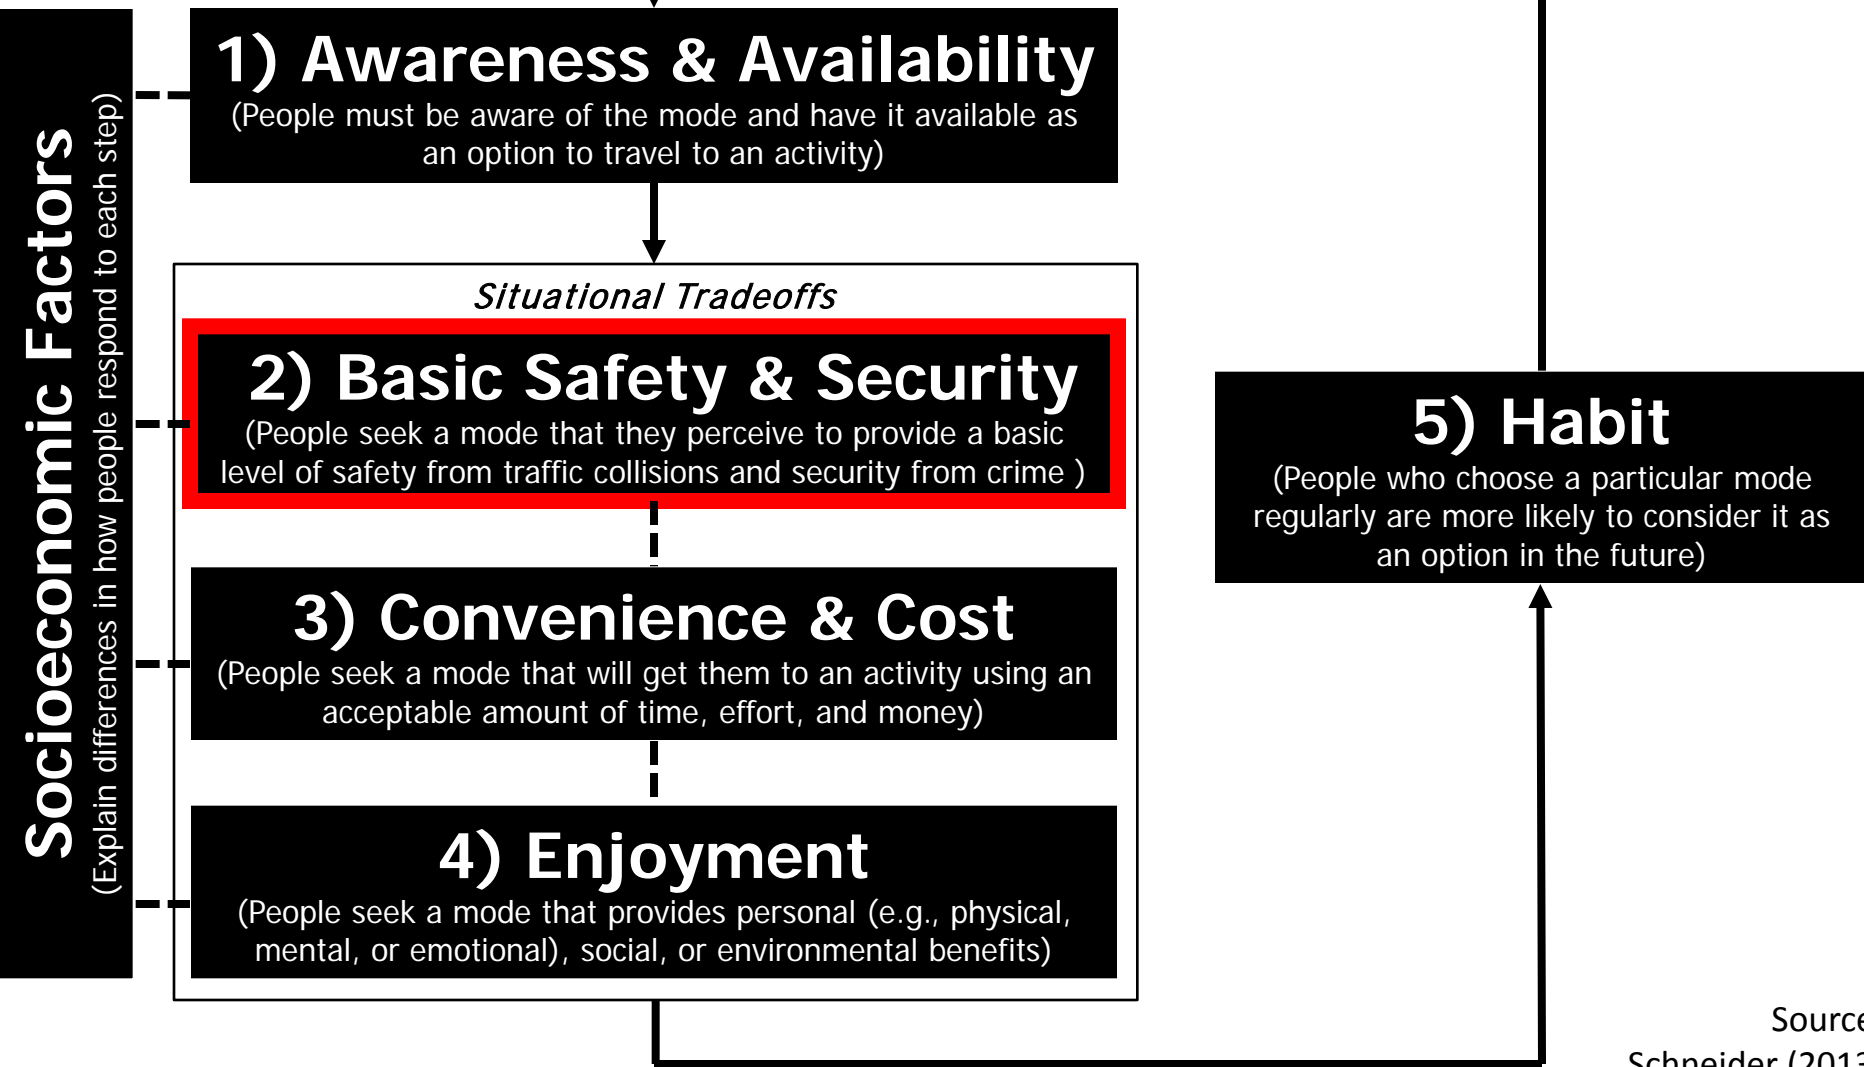 Socioeconomic Factors
(Explain differences in how people respond to each step)
1) Awareness & Availability
(People must be aware of the mode and have it available as
an option to travel to an activity)
Situational Tradeoffs
2) Basic Safety & Security
(People seek a mode that they perceive to provide a basic
level of safety from traffic collisions and security from crime )
3) Convenience & Cost
(People seek a mode that will get them to an activity using an
acceptable amount of time, effort, and money)
4) Enjoyment
(People seek a mode that provides personal (e.g., physical,
mental, or emotional), social, or environmental benefits)
5) Habit
(People who choose a particular mode
regularly are more likely to consider it as
an option in the future)
Source
Schneider (2013